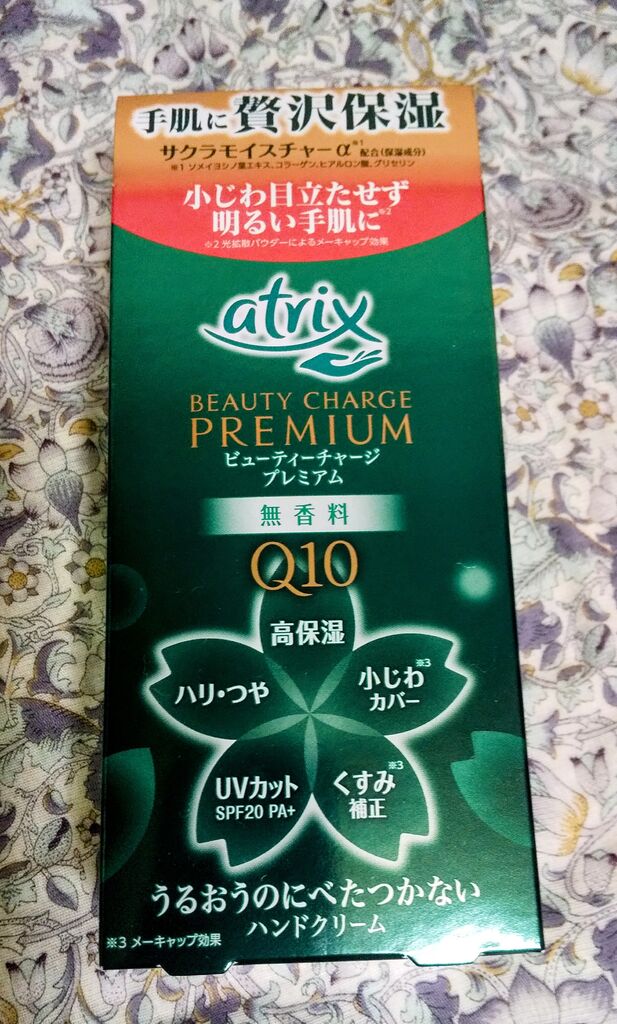 手肌に贅沢保湿
サクラモイスチャーα※1 配合(保湿成分)
※1 ソメイヨシノ葉エキス、コラーゲン、ヒアルロン酸、グリセリン
小じわ目立たせず
明るい手肌に※2
※2 光拡散パウダーによるメーキャップ効果
atrix
BEAUTY CHARGE
PREMIUM
ビューティーチャージ
プレミアム
無香料
Q10
高保湿
ハリ・つや
小じわ※3
カバー
UVカット
SPF20 PA+
くすみ※3
補正
うるおうのにべたつかない
ハンドクリーム
※3 メーキャップ効果